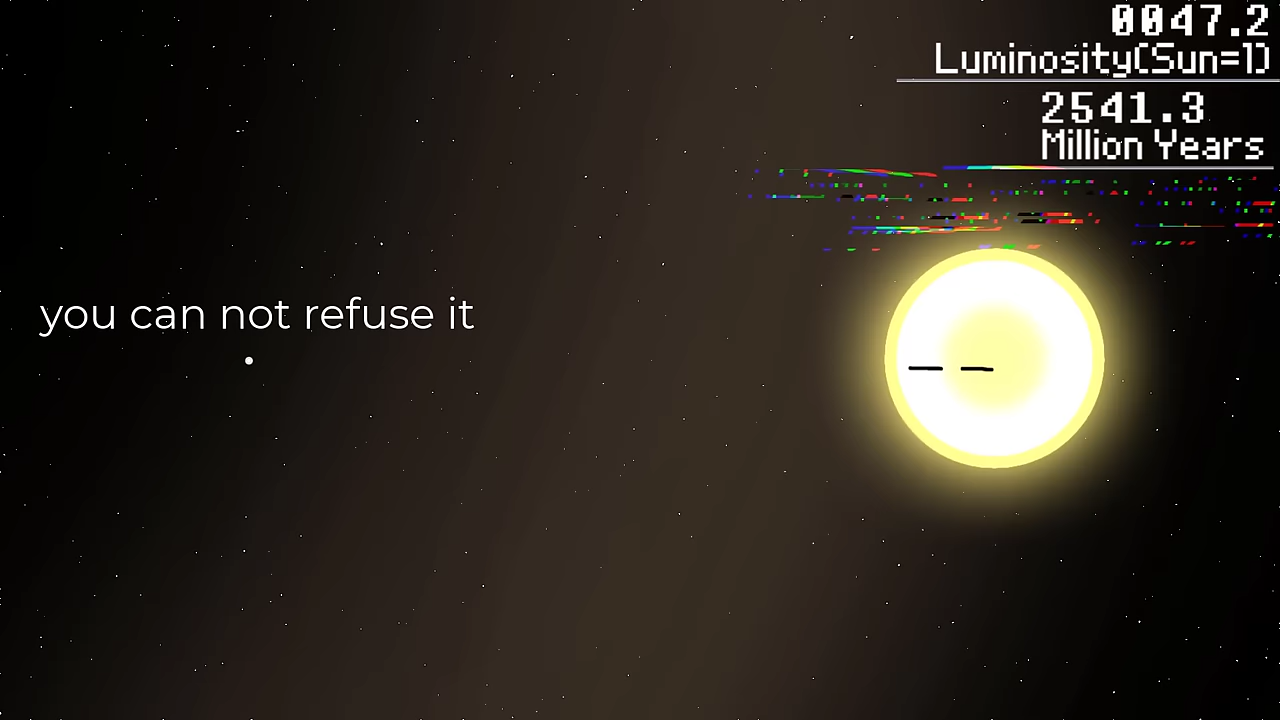 0047.2
Luminosity(Sun=1)
2541.3
Million Years
you can not refuse it